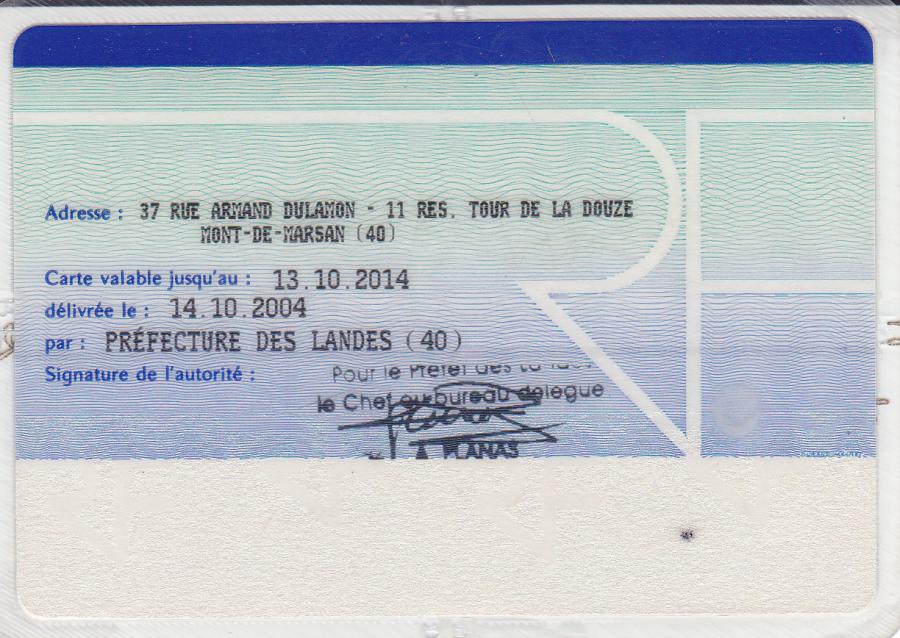 Adresse : 37 RUE ARMAND DULAMON - 11 RES. TOUR DE LA DOUZE
MONT-DE-MARSAN (40)
Carte valable jusqu'au : 13.10.2014
délivrée le : 14.10.2004
par : PRÉFECTURE DES LANDES (40)
Signature de l'autorité :
Pour le Préfet des
le Chef du bureau délégué
A PLANAS
RF